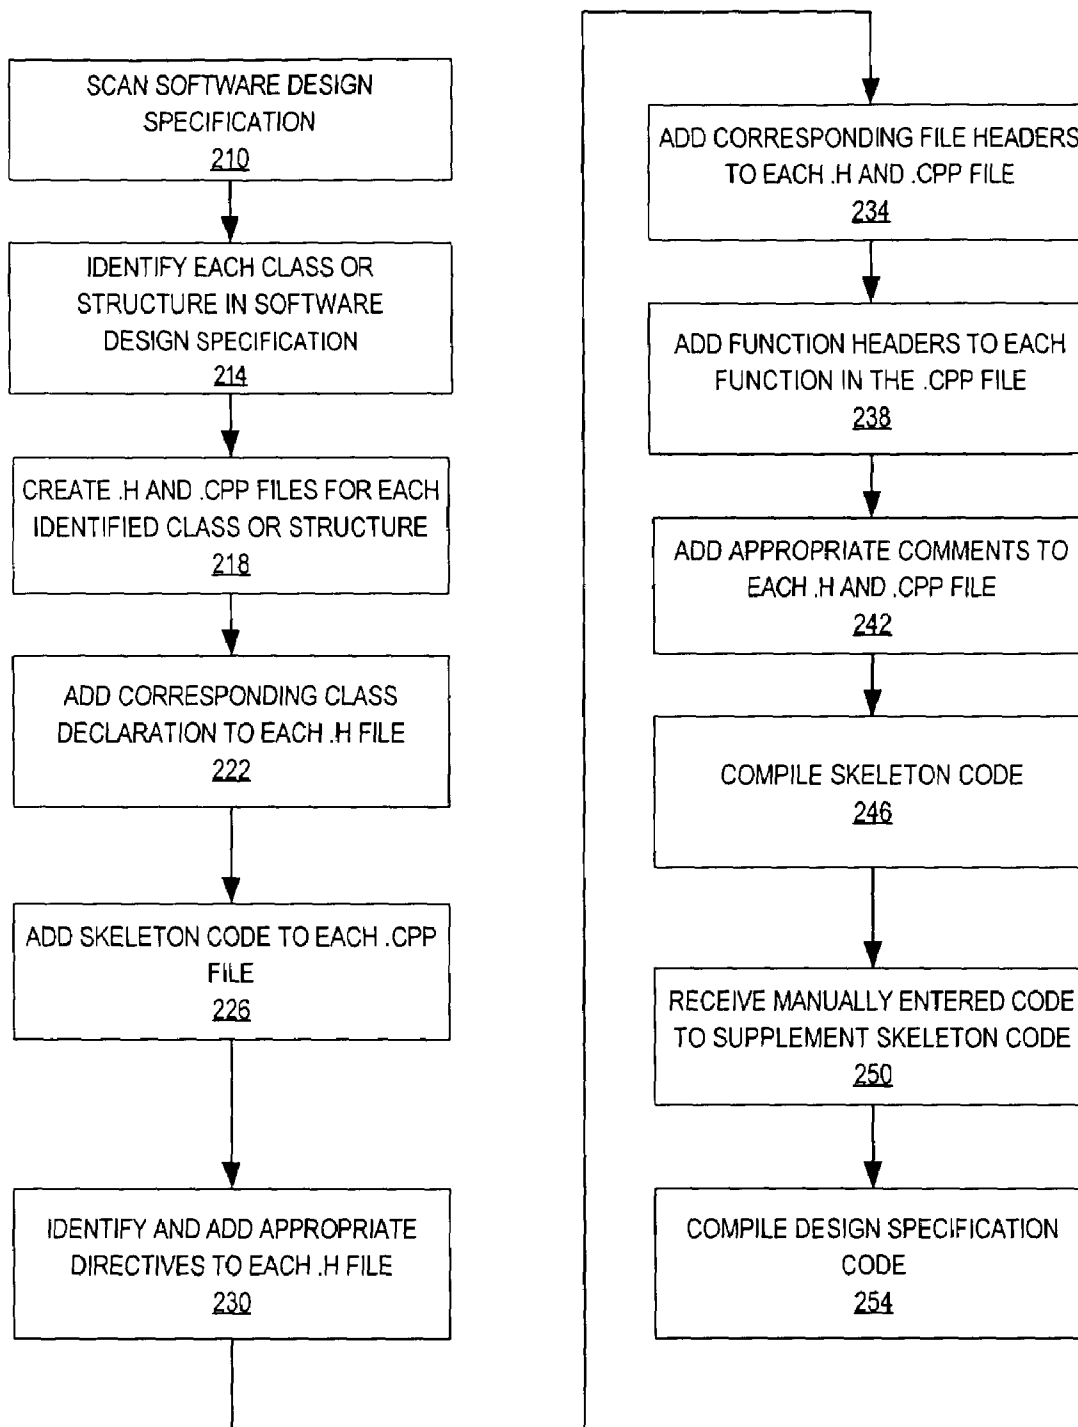 SCAN SOFTWARE DESIGN
SPECIFICATION
210
IDENTIFY EACH CLASS OR
STRUCTURE IN SOFTWARE
DESIGN SPECIFICATION
214
CREATE .H AND .CPP FILES FOR EACH
IDENTIFIED CLASS OR STRUCTURE
218
ADD CORRESPONDING CLASS
DECLARATION TO EACH .H FILE
222
ADD SKELETON CODE TO EACH .CPP
FILE
226
IDENTIFY AND ADD APPROPRIATE
DIRECTIVES TO EACH .H FILE
230
ADD CORRESPONDING FILE HEADERS
TO EACH .H AND .CPP FILE
234
ADD FUNCTION HEADERS TO EACH
FUNCTION IN THE .CPP FILE
238
ADD APPROPRIATE COMMENTS TO
EACH .H AND .CPP FILE
242
COMPILE SKELETON CODE
246
RECEIVE MANUALLY ENTERED CODE
TO SUPPLEMENT SKELETON CODE
250
COMPILE DESIGN SPECIFICATION
CODE
254